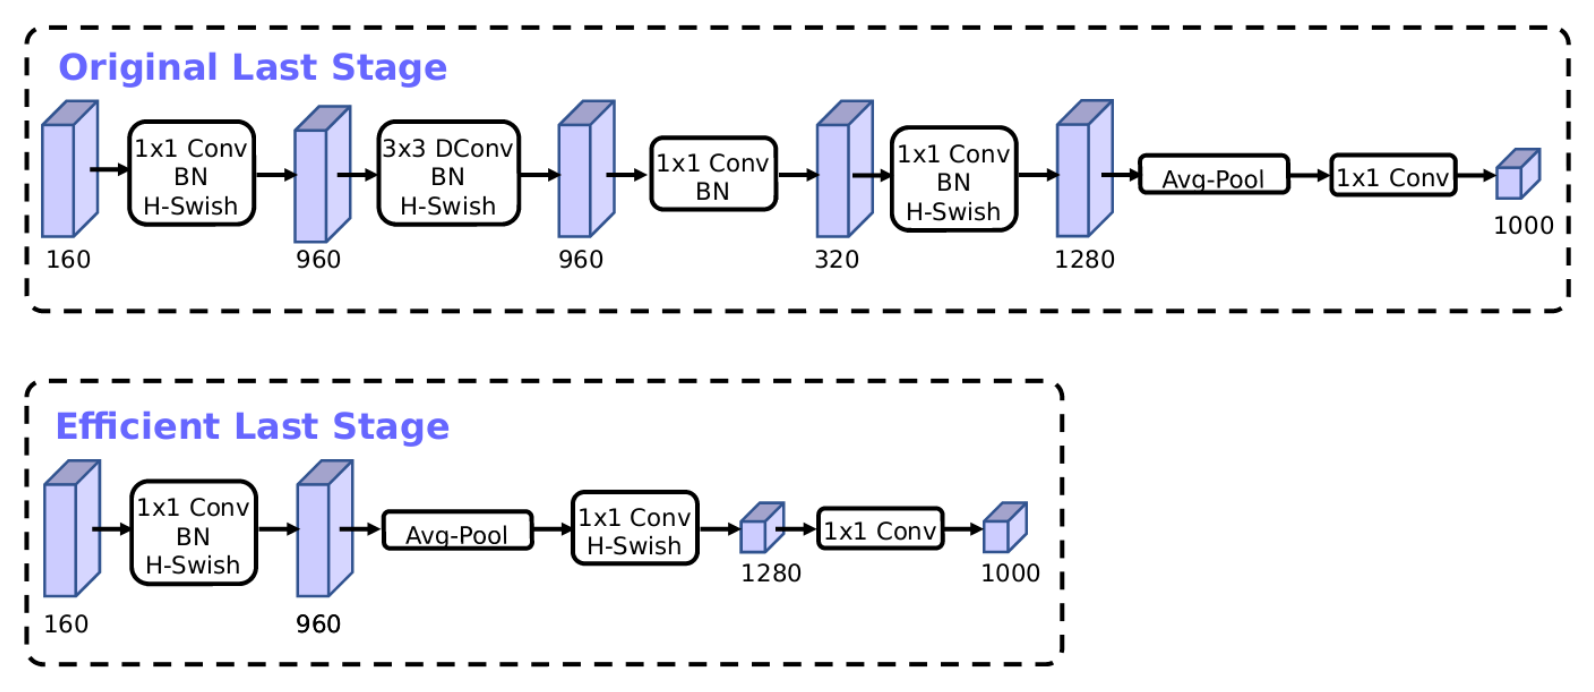 Original Last Stage
1x1 Conv
BN
H-Swish
3x3 DConv
BN
H-Swish
1x1 Conv
BN
1x1 Conv
BN
H-Swish
Avg-Pool
1x1 Conv
160
960
960
320
1280
1000
Efficient Last Stage
1x1 Conv
BN
H-Swish
Avg-Pool
1x1 Conv
H-Swish
1x1 Conv
160
960
1280
1000